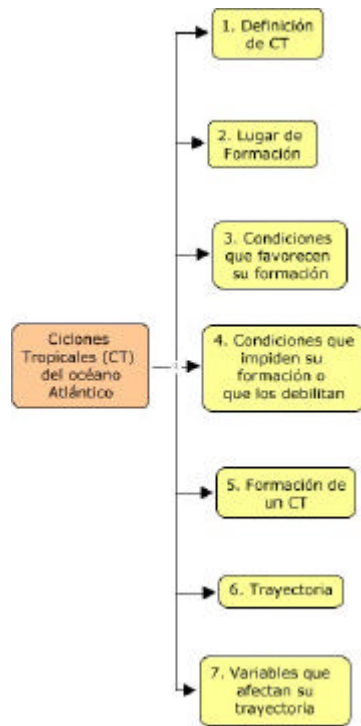 1. Definición
de CT
2. Lugar de
Formación
3. Condiciones
que favorecen
su formación
Ciclones
Tropicales (CT)
del océano
Atlántico
4. Condiciones que
impiden su
formación o
que los debilitan
5. Formación de
un CT
6. Trayectoria
7. Variables que
afectan su
trayectoria